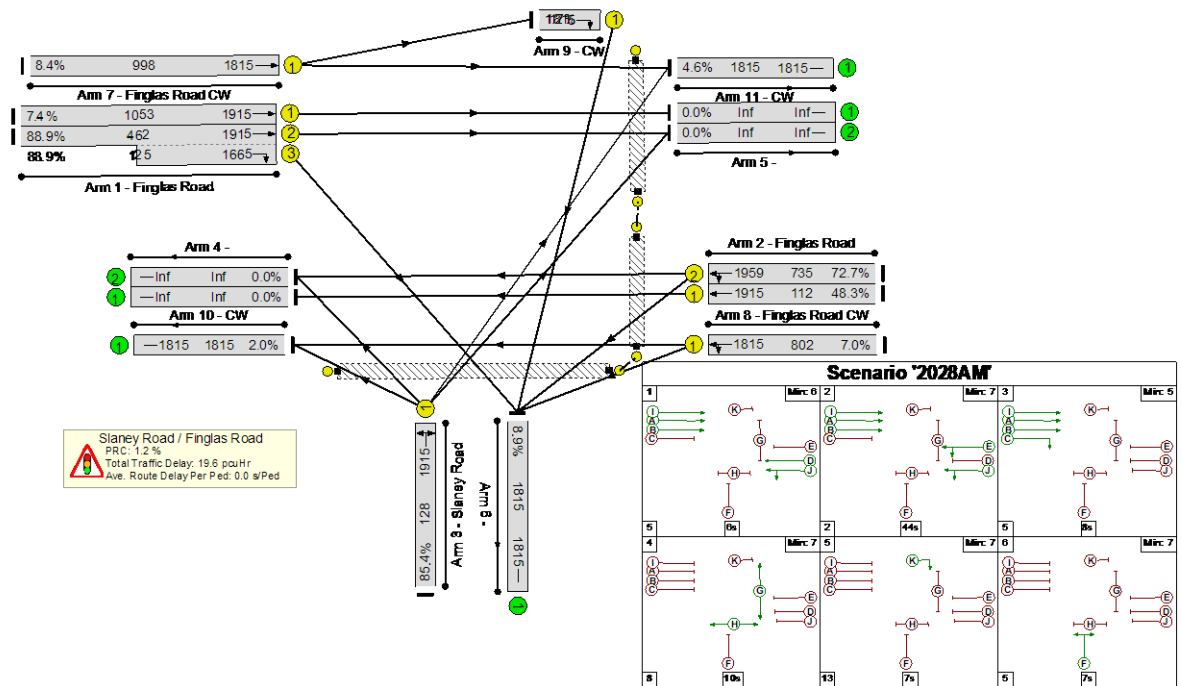 Arm 9 - CW
1
8.4% 998 1815 1
Arm 7 - Finglas Road CW
4.6% 1815 1815 1
Arm 11 - CW
7.4% 1053 1915 1
88.9% 462 1915 2
88.9% 125 1665 3
Arm 1 - Finglas Road
0.0% Inf Inf 1
0.0% Inf Inf 2
Arm 5 -
Arm 4 -
2 Inf Inf 0.0%
1 Inf Inf 0.0%
Arm 10 - CW
1 1815 1815 2.0%
Arm 2 - Finglas Road
2 1959 735 72.7%
1 1915 112 48.3%
Arm 8 - Finglas Road CW
1 1815 802 7.0%
1
85.4% 128 1915
Arm 3 - Slaney Road
Arm 6 -
8.9% 1815 1815
1
Slaney Road / Finglas Road
PRC: 1.2 %
Total Traffic Delay: 19.6 pcuHr
Ave. Route Delay Per Ped: 0.0 s/Ped
Scenario '2028AM'
1 Min: 6
I A B C K G E D J H F
5 6s
2 Min: 7
I A B C K G E D J H F
2 44s
3 Min: 5
I A B C K G E D J H F
5 8s
4 Min: 7
I A B C K G E D J H F
8 10s
5 Min: 7
I A B C K G E D J H F
13 7s
6 Min: 7
I A B C K G E D J H F
5 7s